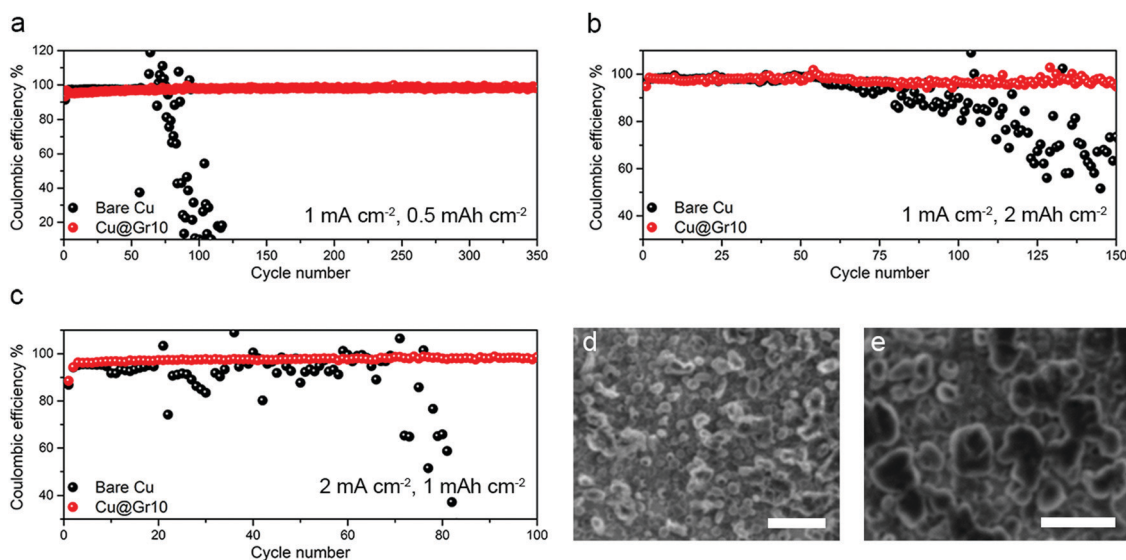 a
120
100
80
60
40
20
Coulombic efficiency %
Bare Cu
Cu@Gr10
1 mA cm⁻², 0.5 mAh cm⁻²
0 50 100 150 200 250 300 350
Cycle number
b
100
80
60
40
Coulombic efficiency %
Bare Cu
Cu@Gr10
1 mA cm⁻², 2 mAh cm⁻²
0 25 50 75 100 125 150
Cycle number
c
100
80
60
40
Coulombic efficiency %
Bare Cu
Cu@Gr10
2 mA cm⁻², 1 mAh cm⁻²
0 20 40 60 80 100
Cycle number
d
e